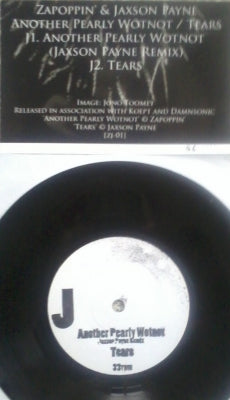 Zapoppin' & Jaxson Payne
Another Pearly Wotnot / Tears
J1. Another Pearly Wotnot
(Jaxson Payne Remix)
J2. Tears
Image: Jono Toomey
Released in association with Koept and Damnsonic
'Another Pearly Wotnot' © Zapoppin'
'Tears' © Jaxson Payne
[ZJ 01]
J
Another Pearly Wotnot
Jaxson Payne Remix
Tears
33rpm